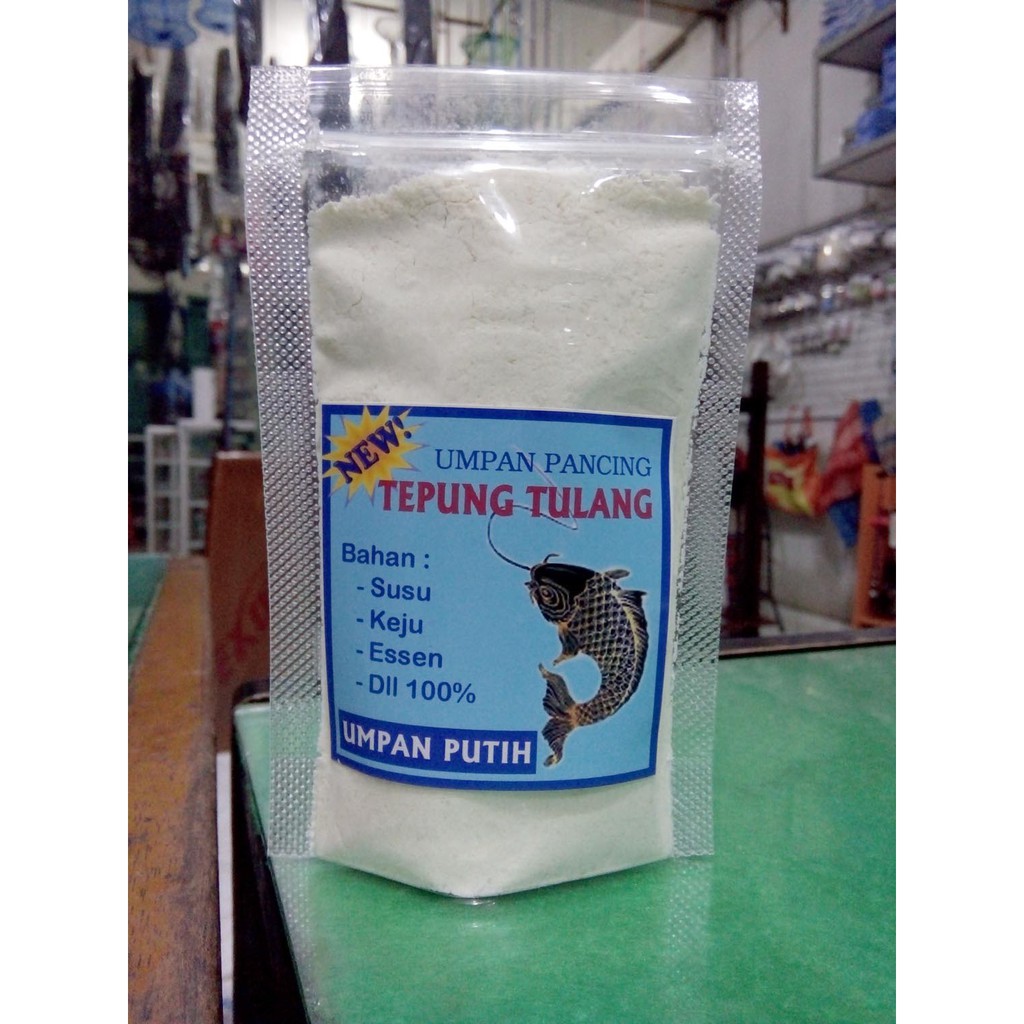 NEW!
UMPAN PANCING
TEPUNG TULANG
Bahan :
- Susu
- Keju
- Essen
- Dll 100%
UMPAN PUTIH